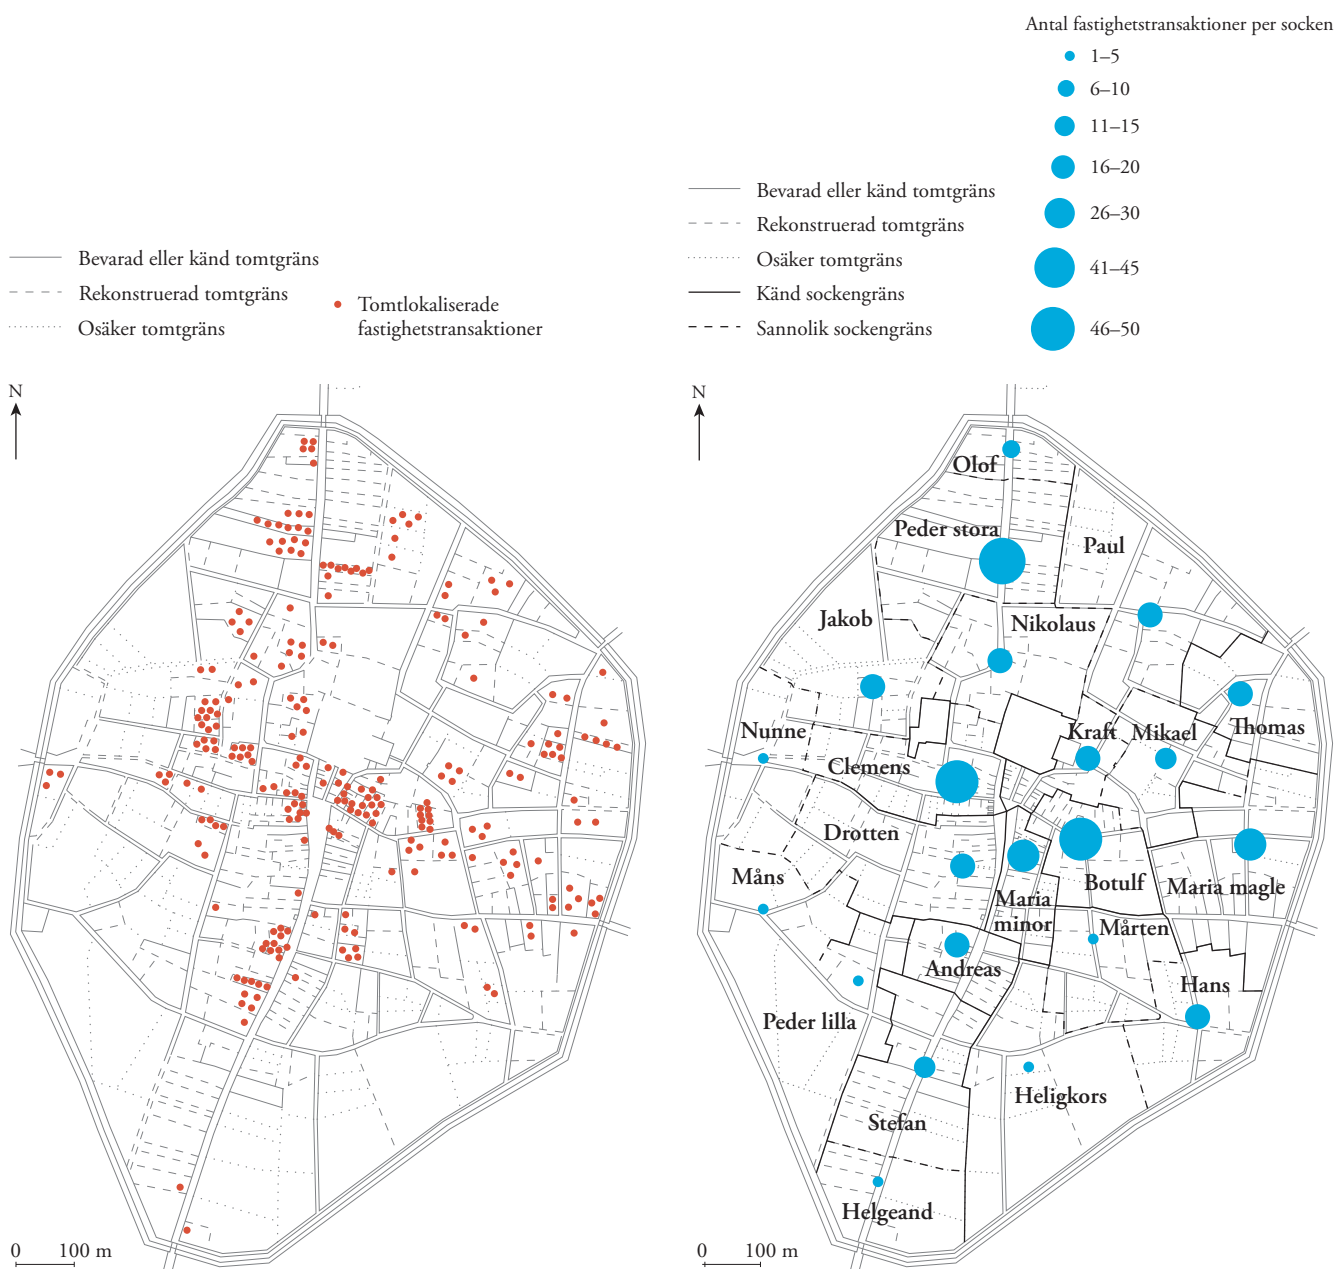 Bevarad eller känd tomtgräns
Rekonstruerad tomtgräns
Osäker tomtgräns
Tomtlokaliserade
fastighetstransaktioner
N
0 100 m
Antal fastighetstransaktioner per socken
1–5
6–10
11–15
16–20
26–30
41–45
46–50
Bevarad eller känd tomtgräns
Rekonstruerad tomtgräns
Osäker tomtgräns
Känd sockengräns
Sannolik sockengräns
N
Olof
Peder stora
Paul
Jakob
Nikolaus
Nunne
Kraft
Mikael
Thomas
Clemens
Drotten
Måns
Maria
minor
Botulf
Maria magle
Mårten
Andreas
Hans
Peder lilla
Heligkors
Stefan
Helgeand
0 100 m